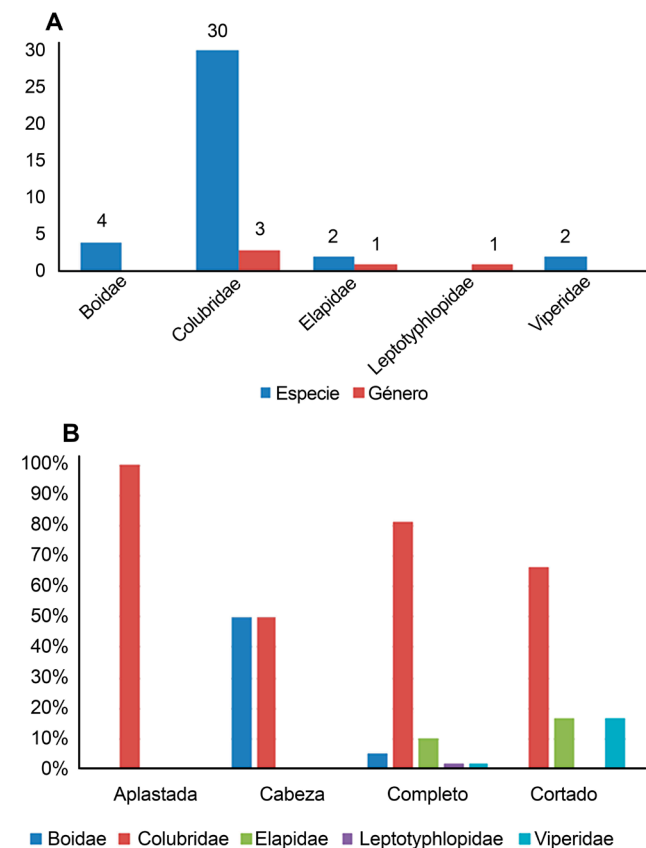 A
30
25
20
15
10
5
0
4
30
3
2
1
1
2
Boidae
Colubridae
Elapidae
Leptotyphlopidae
Viperidae
Especie Género
B
100%
90%
80%
70%
60%
50%
40%
30%
20%
10%
0%
Aplastada Cabeza Completo Cortado
Boidae Colubridae Elapidae Leptotyphlopidae Viperidae